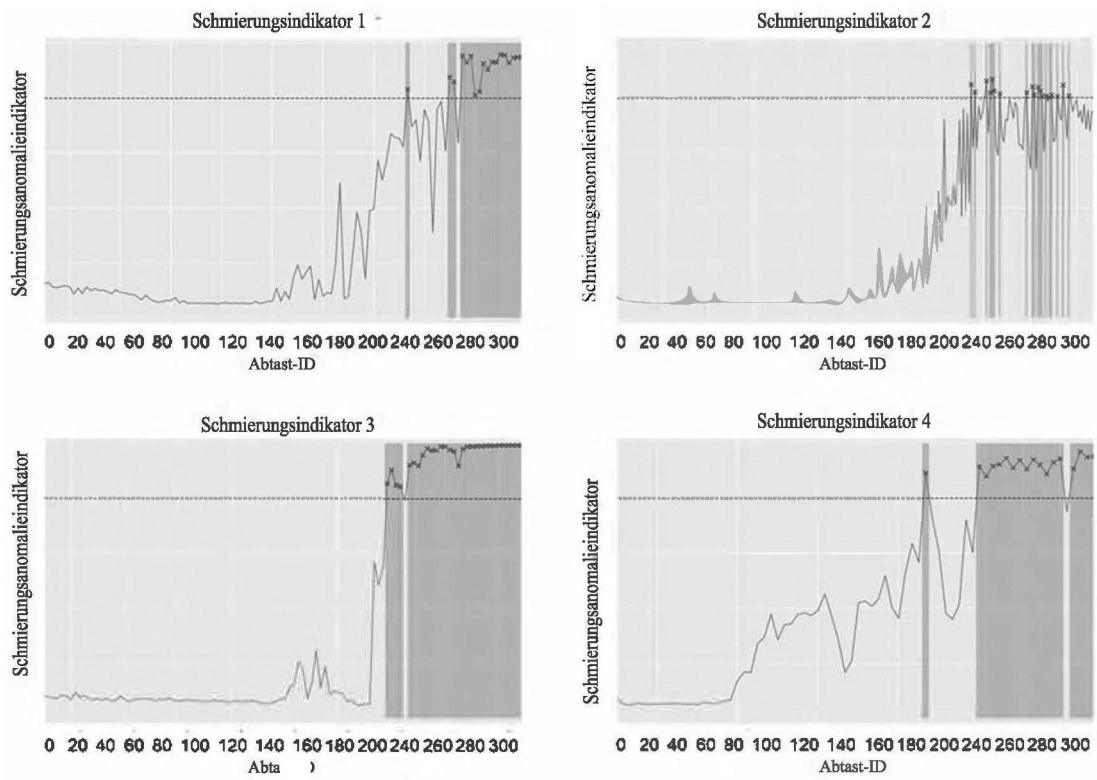 Schmierungsindikator 1
Schmierungsanomalieindikator
0 20 40 60 80 100 120 140 160 180 200 240 260 280 300
Abtast-ID
Schmierungsindikator 2
Schmierungsanomalieindikator
0 20 40 60 80 100 120 140 160 180 200 240 260 280 300
Abtast-ID
Schmierungsindikator 3
Schmierungsanomalieindikator
0 20 40 60 80 100 120 140 160 180 200 240 260 280 300
Abta )
Schmierungsindikator 4
Schmierungsanomalieindikator
0 20 40 60 80 100 120 140 160 180 200 240 260 280 300
Abtast-ID